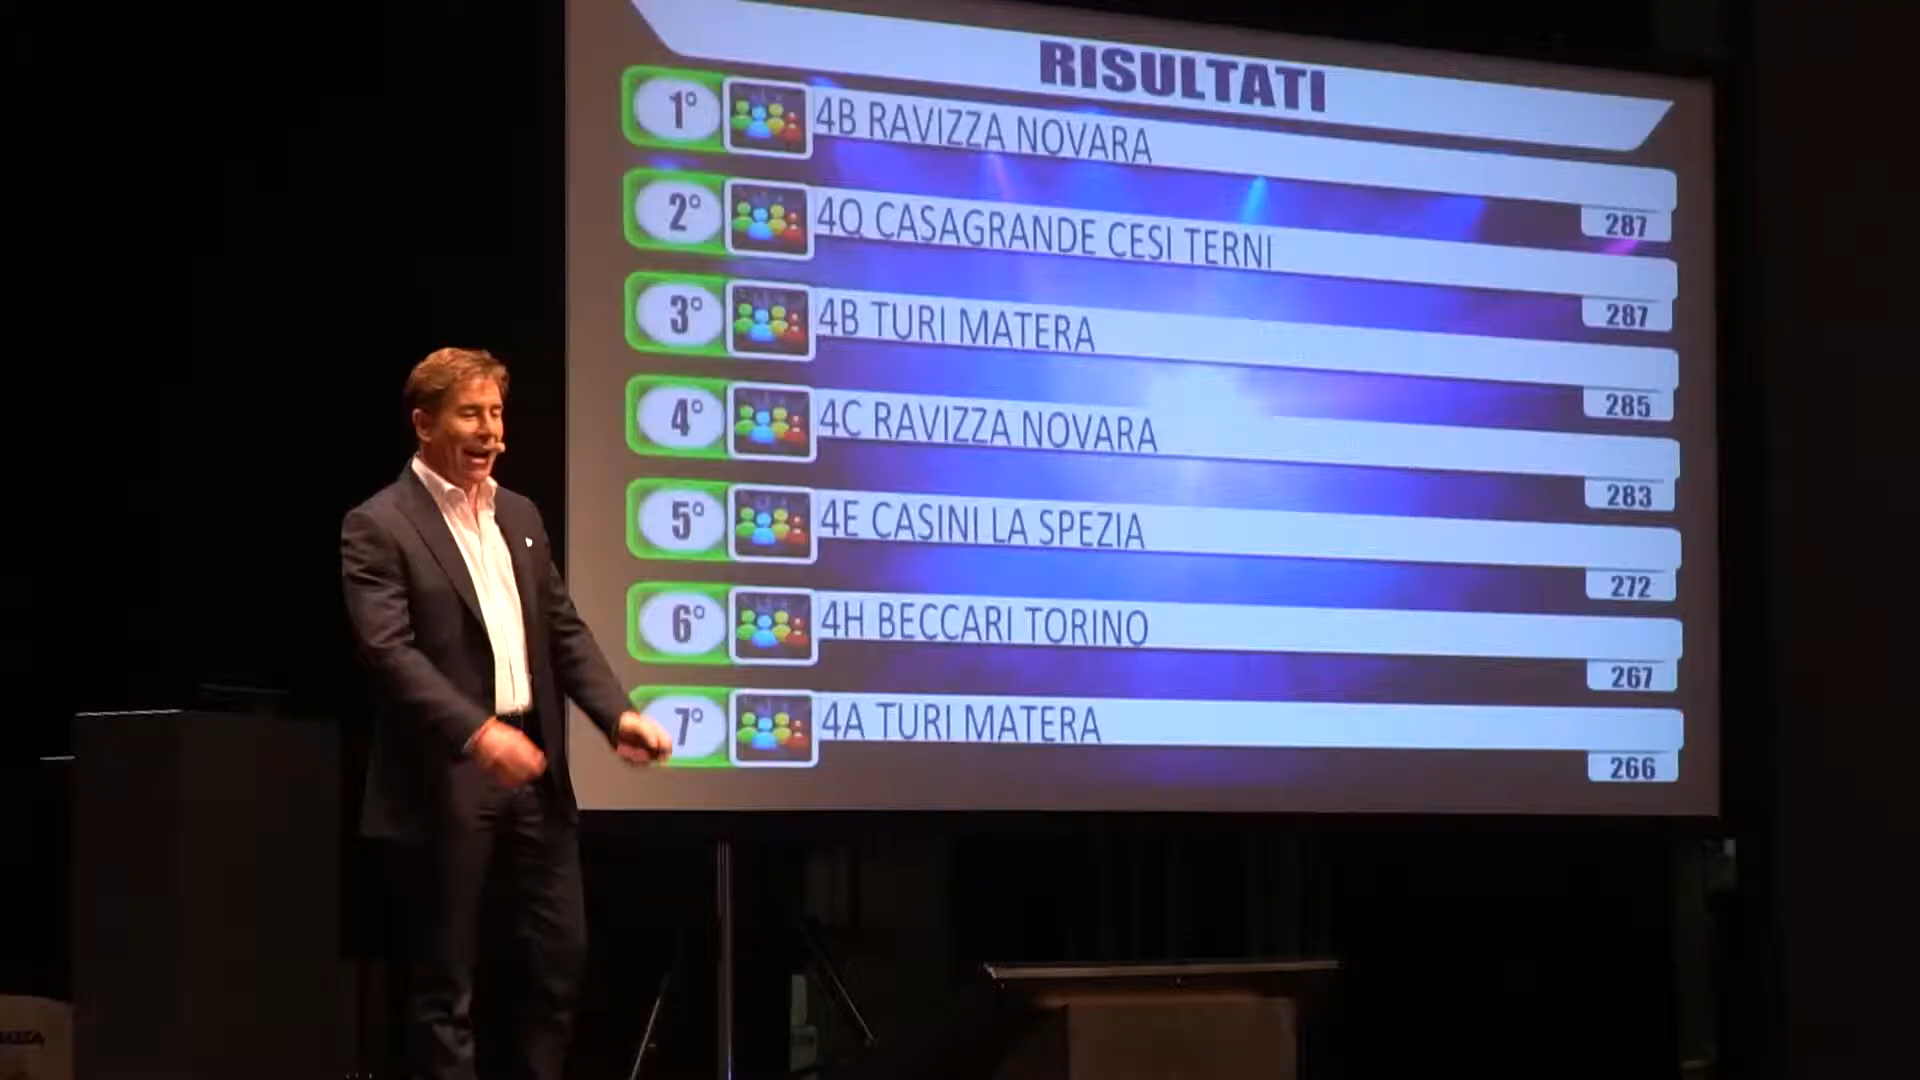 RISULTATI
1° 4B RAVIZZA NOVARA
287
2° 4Q CASAGRANDE CESI TERNI
287
3° 4B TURI MATERA
285
4° 4C RAVIZZA NOVARA
283
5° 4E CASINI LA SPEZIA
272
6° 4H BECCARI TORINO
267
7° 4A TURI MATERA
266